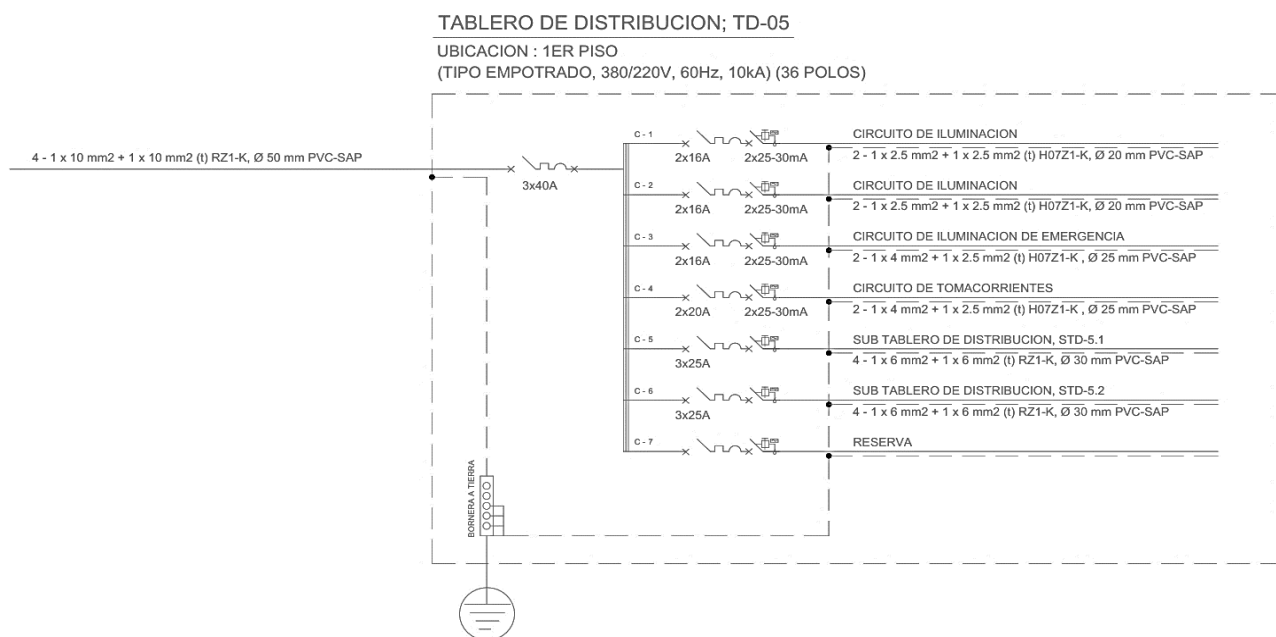 TABLERO DE DISTRIBUCION; TD-05
UBICACION : 1ER PISO
(TIPO EMPOTRADO, 380/220V, 60Hz, 10kA) (36 POLOS)
4 - 1 x 10 mm2 + 1 x 10 mm2 (t) RZ1-K, Ø 50 mm PVC-SAP
3x40A
C - 1
2x16A
2x25-30mA
CIRCUITO DE ILUMINACION
2 - 1 x 2.5 mm2 + 1 x 2.5 mm2 (t) H07Z1-K, Ø 20 mm PVC-SAP
C - 2
2x16A
2x25-30mA
CIRCUITO DE ILUMINACION
2 - 1 x 2.5 mm2 + 1 x 2.5 mm2 (t) H07Z1-K, Ø 20 mm PVC-SAP
C - 3
2x16A
2x25-30mA
CIRCUITO DE ILUMINACION DE EMERGENCIA
2 - 1 x 4 mm2 + 1 x 2.5 mm2 (t) H07Z1-K , Ø 25 mm PVC-SAP
C - 4
2x20A
2x25-30mA
CIRCUITO DE TOMACORRIENTES
2 - 1 x 4 mm2 + 1 x 2.5 mm2 (t) H07Z1-K , Ø 25 mm PVC-SAP
C - 5
3x25A
SUB TABLERO DE DISTRIBUCION, STD-5.1
4 - 1 x 6 mm2 + 1 x 6 mm2 (t) RZ1-K, Ø 30 mm PVC-SAP
C - 6
3x25A
SUB TABLERO DE DISTRIBUCION, STD-5.2
4 - 1 x 6 mm2 + 1 x 6 mm2 (t) RZ1-K, Ø 30 mm PVC-SAP
C - 7
RESERVA
BORNERA A TIERRA